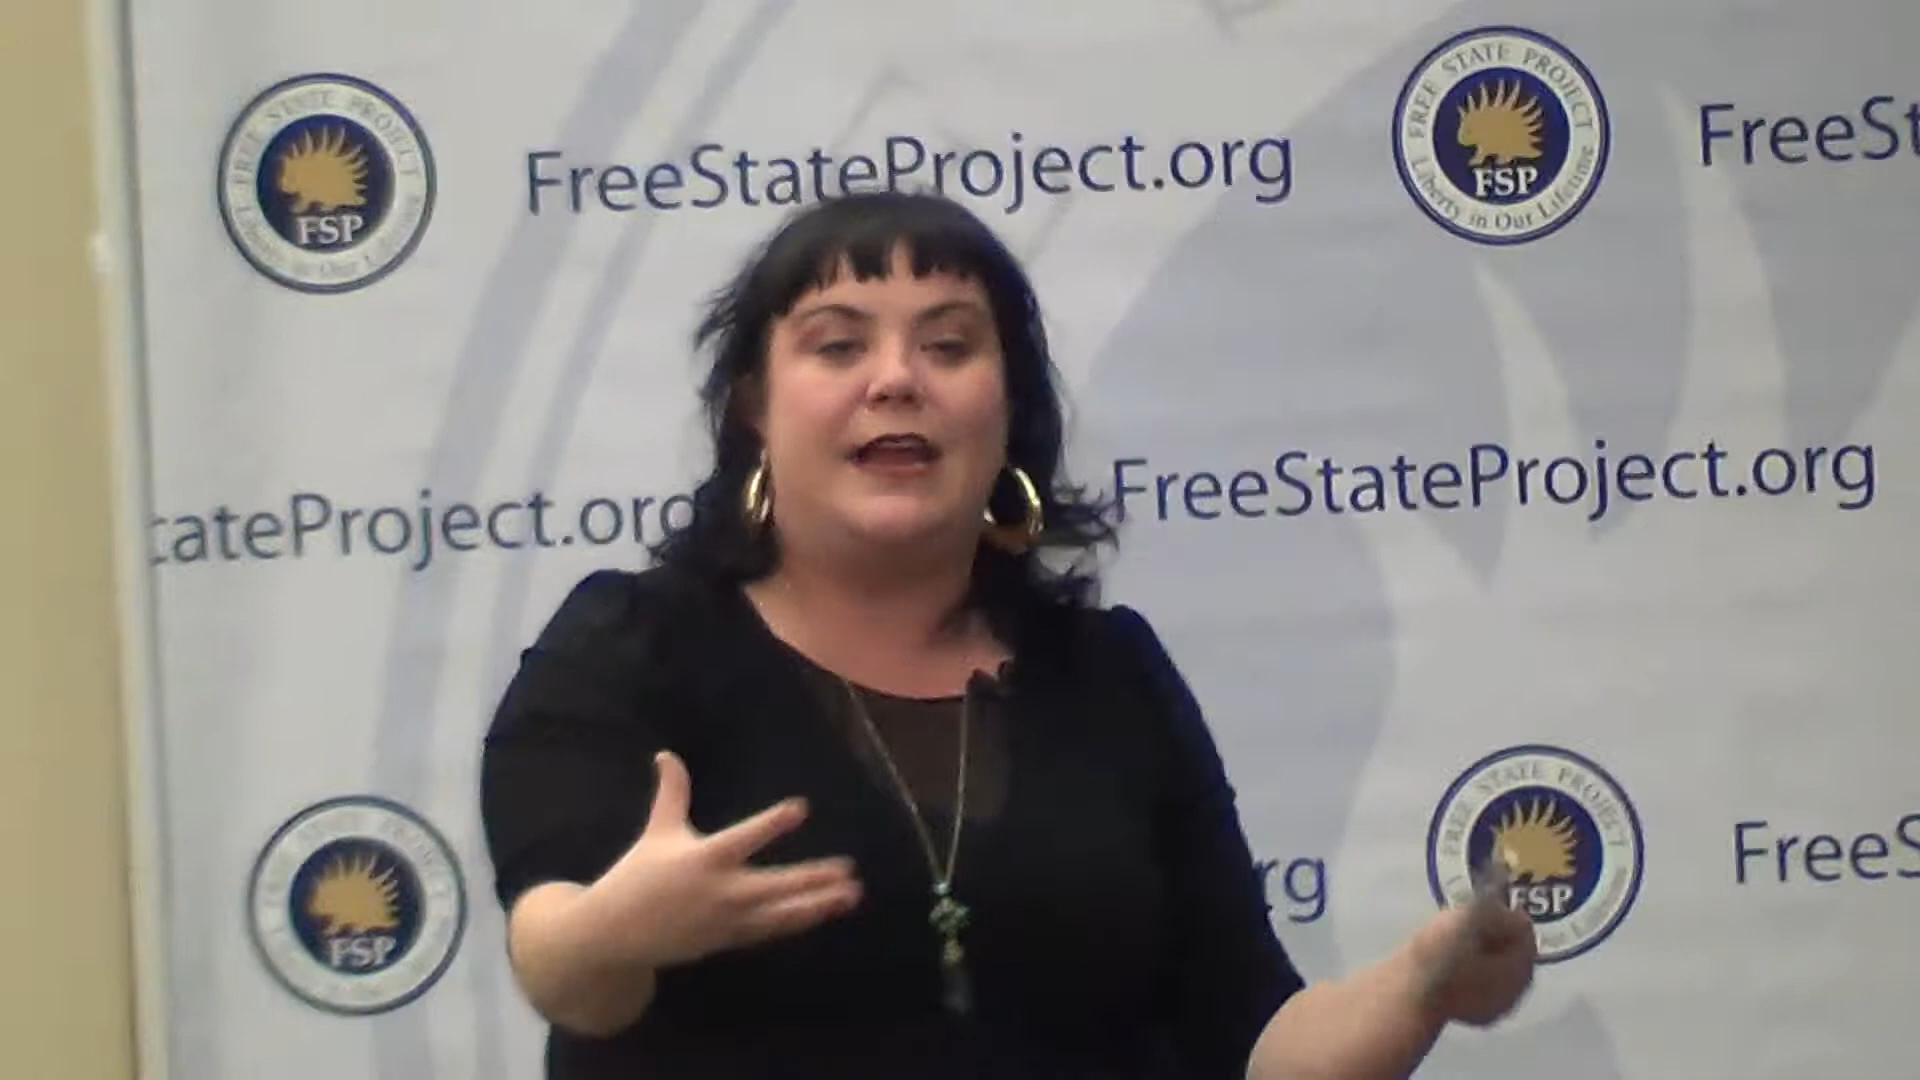 FREE STATE PROJECT
FSP
FreeStateProject.org
FREE STATE PROJECT
FSP
Liberty in Our Lifetime
FreeSt
tateProject.org
FreeStateProject.org
FSP
rg
FREE STATE PROJECT
FSP
FreeS